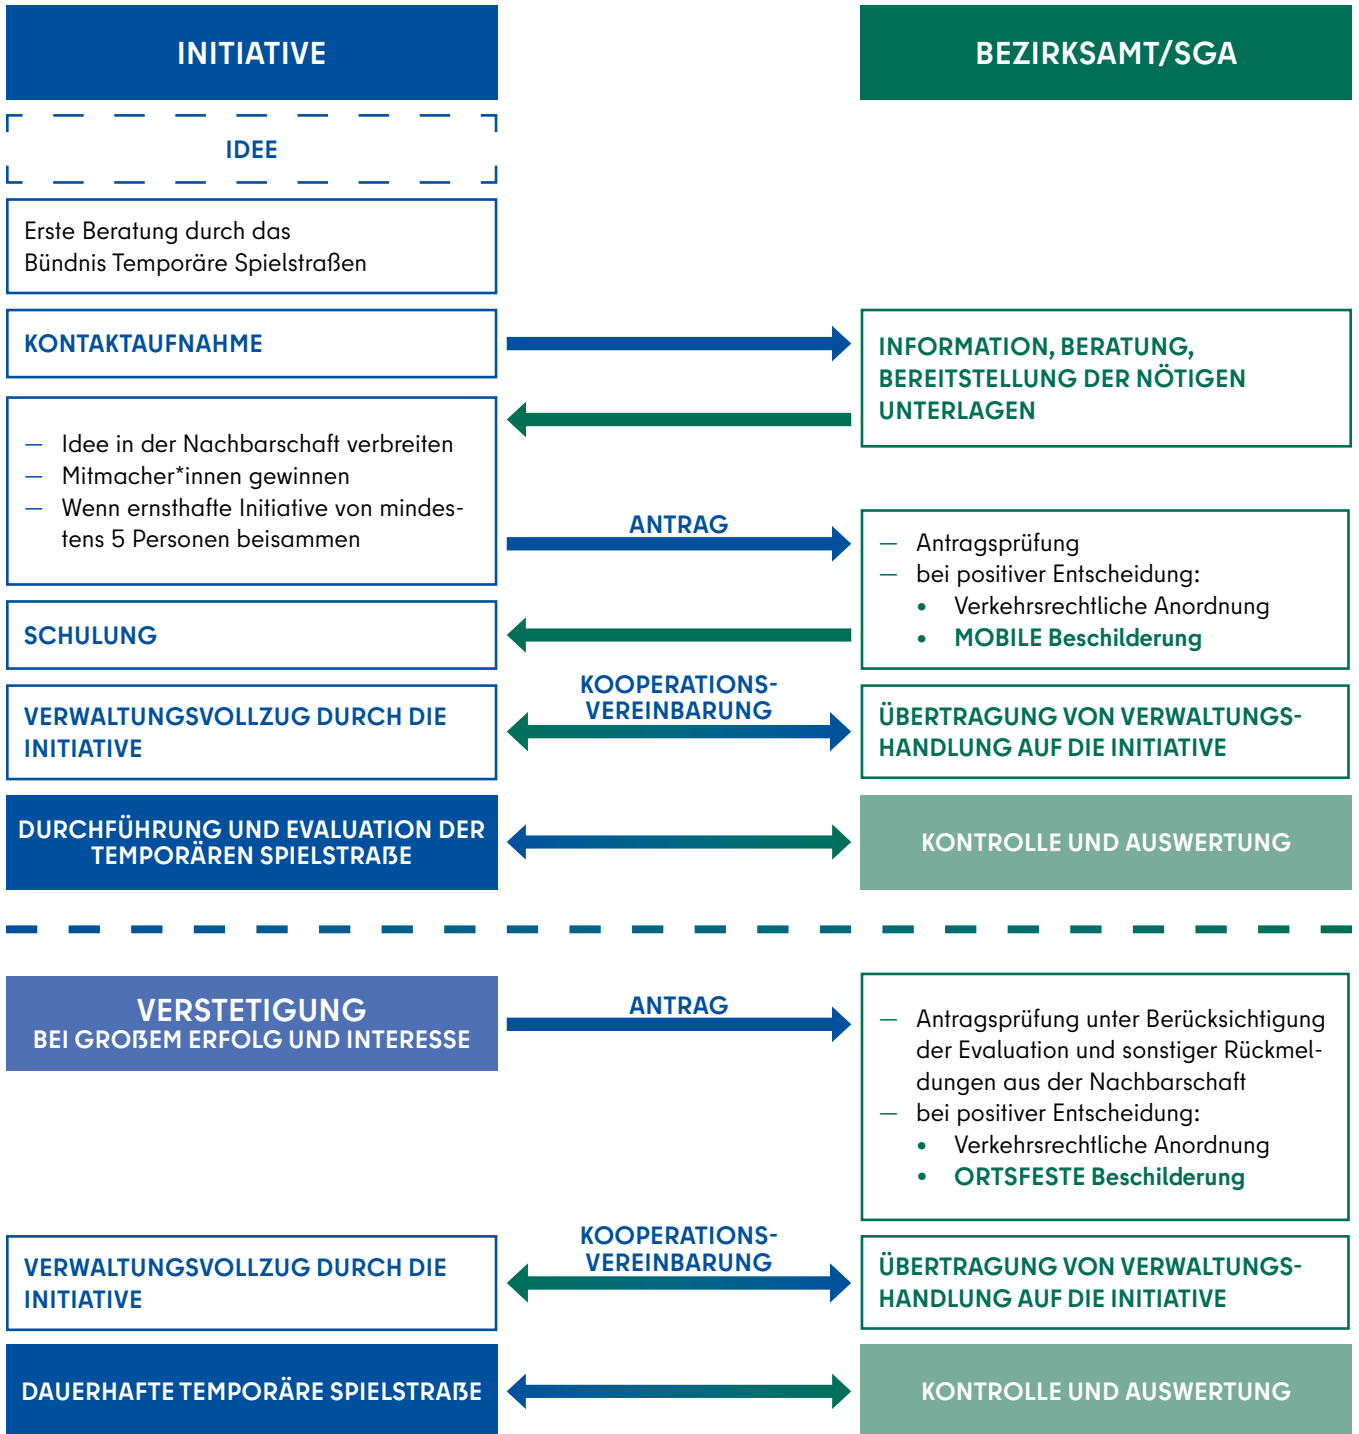 INITIATIVE
BEZIRKSAMT/SGA
IDEE
Erste Beratung durch das
Bündnis Temporäre Spielstraßen
KONTAKTAUFNAHME
INFORMATION, BERATUNG,
BEREITSTELLUNG DER NÖTIGEN
UNTERLAGEN
— Idee in der Nachbarschaft verbreiten
— Mitmacher*innen gewinnen
— Wenn ernsthafte Initiative von mindes-
tens 5 Personen beisammen
ANTRAG
— Antragsprüfung
— bei positiver Entscheidung:
• Verkehrsrechtliche Anordnung
• MOBILE Beschilderung
SCHULUNG
VERWALTUNGSVOLLZUG DURCH DIE
INITIATIVE
KOOPERATIONS-
VEREINBARUNG
ÜBERTRAGUNG VON VERWALTUNGS-
HANDLUNG AUF DIE INITIATIVE
DURCHFÜHRUNG UND EVALUATION DER
TEMPORÄREN SPIELSTRAẞE
KONTROLLE UND AUSWERTUNG
VERSTETIGUNG
BEI GROẞEM ERFOLG UND INTERESSE
ANTRAG
— Antragsprüfung unter Berücksichtigung
der Evaluation und sonstiger Rückmel-
dungen aus der Nachbarschaft
— bei positiver Entscheidung:
• Verkehrsrechtliche Anordnung
• ORTSFESTE Beschilderung
VERWALTUNGSVOLLZUG DURCH DIE
INITIATIVE
KOOPERATIONS-
VEREINBARUNG
ÜBERTRAGUNG VON VERWALTUNGS-
HANDLUNG AUF DIE INITIATIVE
DAUERHAFTE TEMPORÄRE SPIELSTRAẞE
KONTROLLE UND AUSWERTUNG